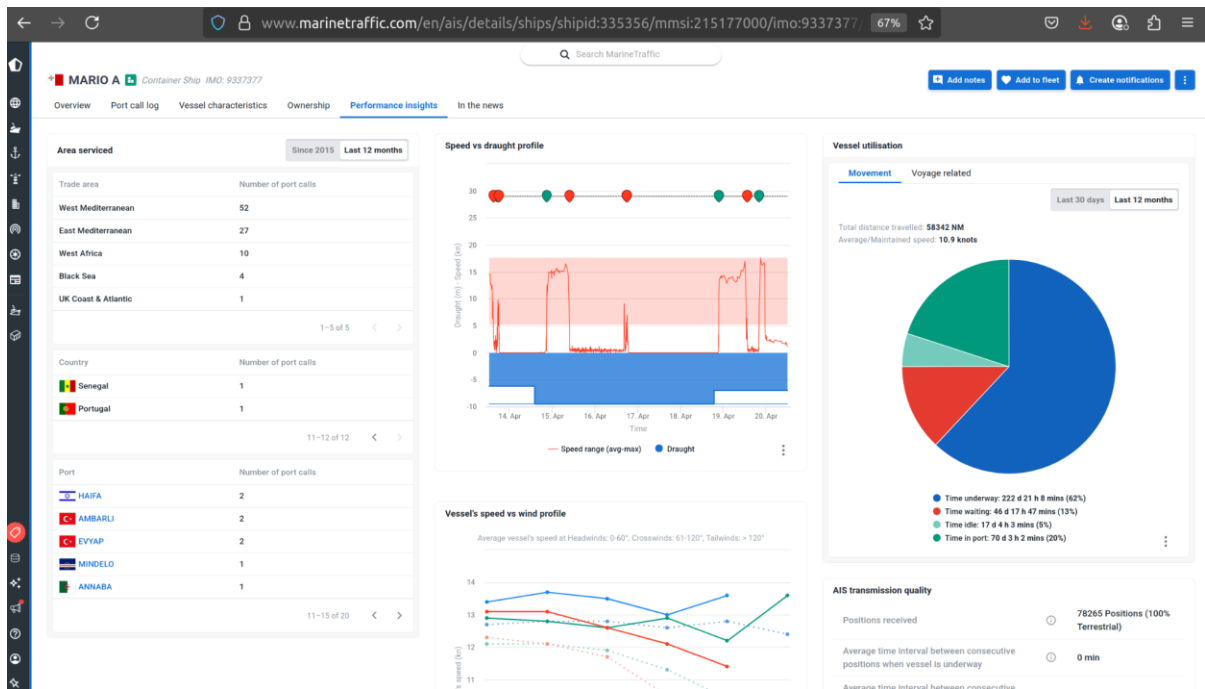 www.marinetraffic.com/en/ais/details/ships/shipid:335356/mmsi:215177000/imo:9337377/ 67%
Search MarineTraffic
MARIO A Container Ship IMO: 9337377
Add notes Add to fleet Create notifications
Overview Port call log Vessel characteristics Ownership Performance insights In the news
Area serviced
Since 2015 Last 12 months
Trade area Number of port calls
West Mediterranean 52
East Mediterranean 27
West Africa 10
Black Sea 4
UK Coast & Atlantic 1
1–5 of 5
Country Number of port calls
Senegal 1
Portugal 1
11–12 of 12
Port Number of port calls
HAIFA 2
AMBARLI 2
EVYAP 2
MINDELO 1
ANNABA 1
11–15 of 20
Speed vs draught profile
Draught (m) - Speed (kn)
30
25
20
15
10
5
0
-5
-10
14. Apr 15. Apr 16. Apr 17. Apr 18. Apr 19. Apr 20. Apr
Time
Speed range (avg-max) Draught
Vessel's speed vs wind profile
Average vessel's speed at Headwinds: 0-60°, Crosswinds: 61-120°, Tailwinds: > 120°
14
13
12
11
speed (kn)
Vessel utilisation
Movement Voyage related
Last 30 days Last 12 months
Total distance travelled: 58342 NM
Average/Maintained speed: 10.9 knots
Time underway: 222 d 21 h 8 mins (62%)
Time waiting: 46 d 17 h 47 mins (13%)
Time idle: 17 d 4 h 3 mins (5%)
Time in port: 70 d 3 h 2 mins (20%)
AIS transmission quality
Positions received 78265 Positions (100%
Terrestrial)
Average time interval between consecutive
positions when vessel is underway 0 min
Average time interval between consecutive